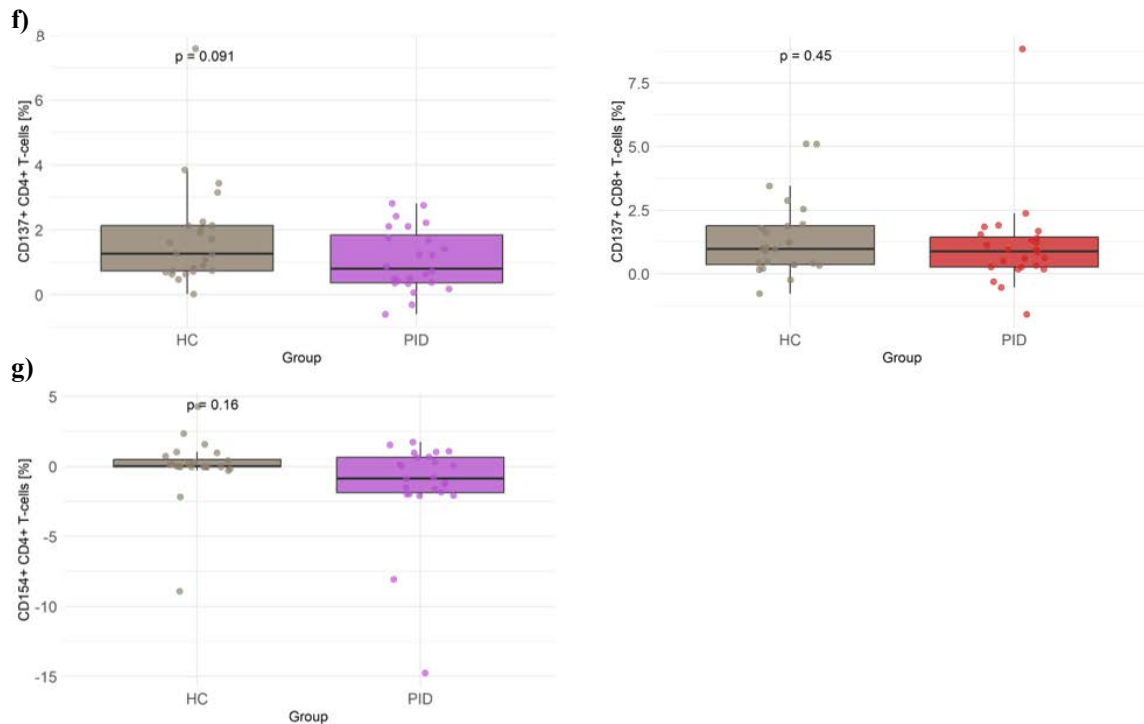 f)
8
p = 0.091
6
4
2
0
CD137+ CD4+ T-cells [%]
HC
PID
Group
p = 0.45
7.5
5.0
2.5
0.0
CD137+ CD8+ T-cells [%]
HC
PID
Group
g)
5
p = 0.16
0
-5
-10
-15
CD154+ CD4+ T-cells [%]
HC
PID
Group